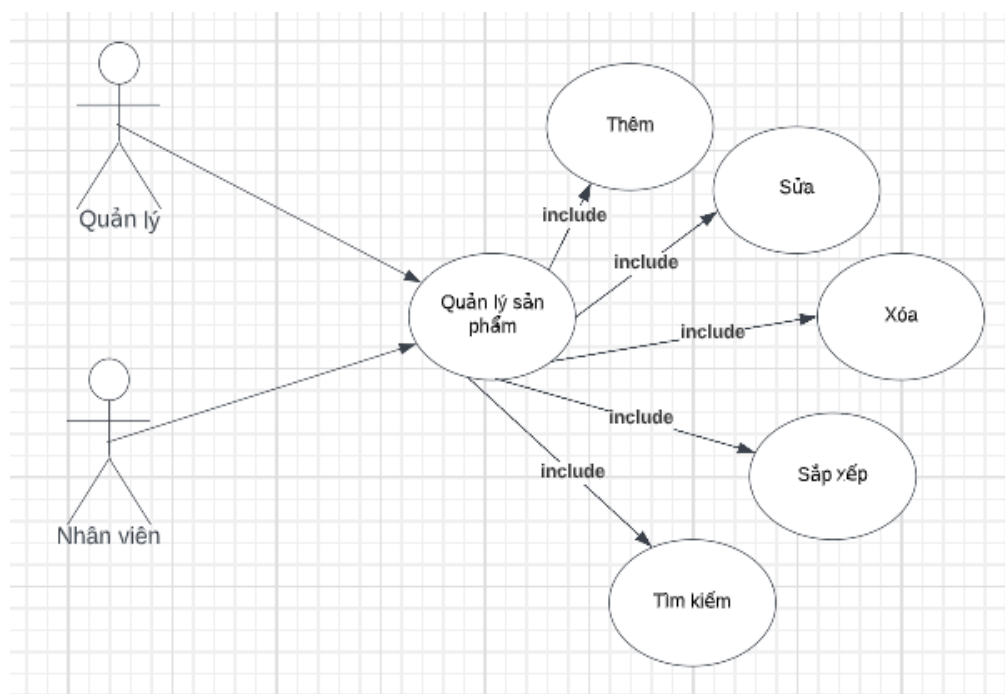 Thêm
Sửa
include
Quản lý
include
Quản lý sản
phẩm
Xóa
include
include
Sắp xếp
include
Nhân viên
Tìm kiếm